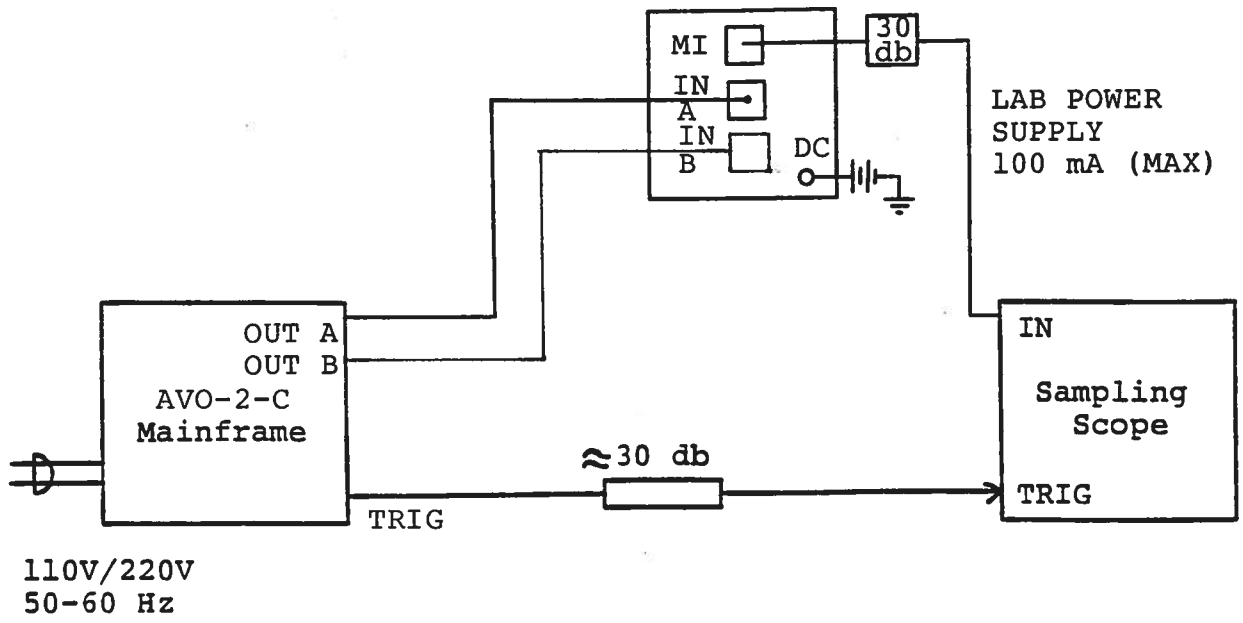 MI
30
db
IN
A
IN
B
DC
LAB POWER
SUPPLY
100 mA (MAX)
OUT A
OUT B
AVO-2-C
Mainframe
IN
Sampling
Scope
≈30 db
TRIG
TRIG
110V/220V
50-60 Hz